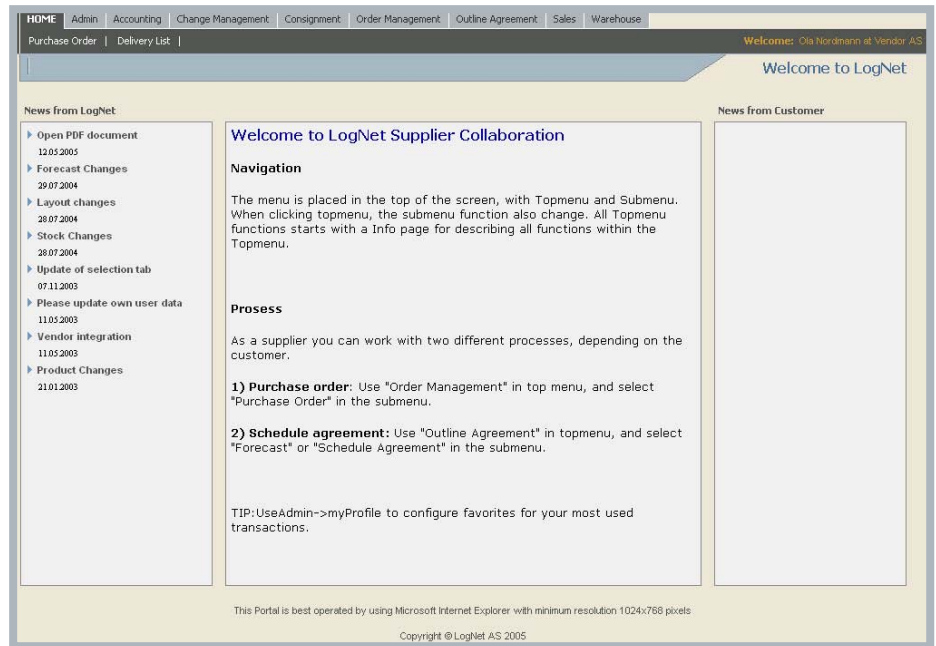 HOME Admin Accounting Change Management Consignment Order Management Outline Agreement Sales Warehouse
Purchase Order | Delivery List |
Welcome: Ola Nordmann at Vendor AS
Welcome to LogNet
News from LogNet
Open PDF document
12.05.2005
Forecast Changes
29.07.2004
Layout changes
28.07.2004
Stock Changes
28.07.2004
Update of selection tab
07.11.2003
Please update own user data
11.05.2003
Vendor integration
11.05.2003
Product Changes
21.01.2003
Welcome to LogNet Supplier Collaboration
Navigation
The menu is placed in the top of the screen, with Topmenu and Submenu.
When clicking topmenu, the submenu function also change. All Topmenu
functions starts with a Info page for describing all functions within the
Topmenu.
Prosess
As a supplier you can work with two different processes, depending on the
customer.
1) Purchase order: Use "Order Management" in top menu, and select
"Purchase Order" in the submenu.
2) Schedule agreement: Use "Outline Agreement" in topmenu, and select
"Forecast" or "Schedule Agreement" in the submenu.
TIP:UseAdmin->myProfile to configure favorites for your most used
transactions.
News from Customer
This Portal is best operated by using Microsoft Internet Explorer with minimum resolution 1024x768 pixels
Copyright © LogNet AS 2005